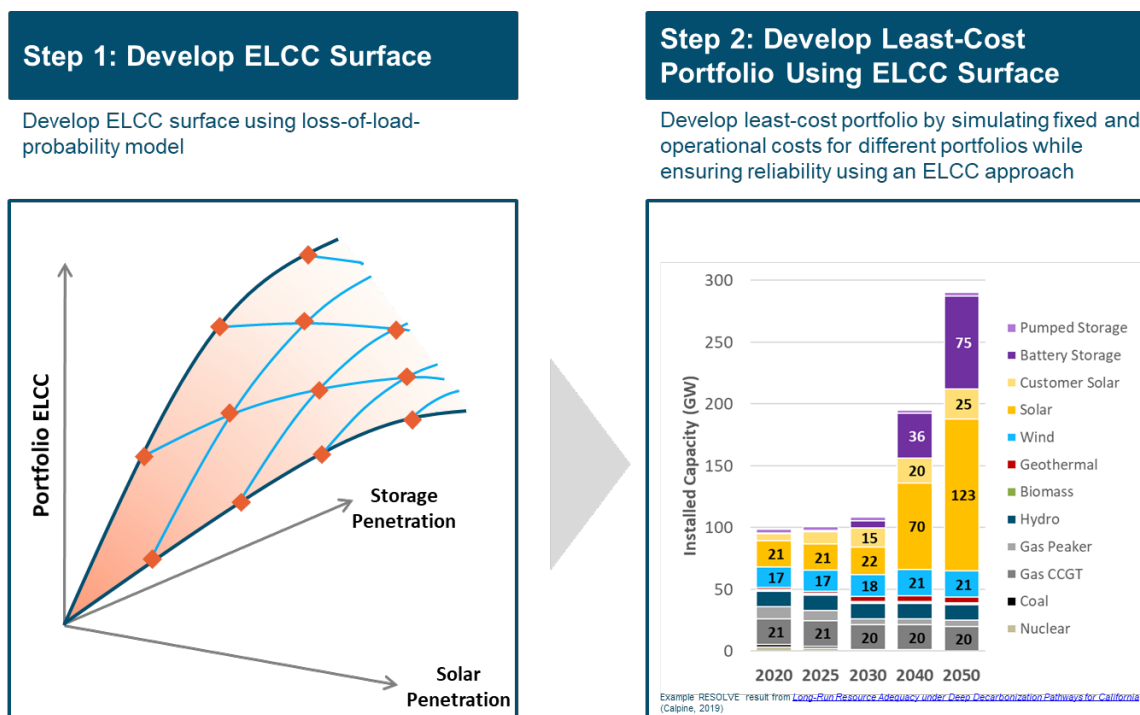 Step 1: Develop ELCC Surface
Develop ELCC surface using loss-of-load-
probability model
Portfolio ELCC
Storage
Penetration
Solar
Penetration
Step 2: Develop Least-Cost
Portfolio Using ELCC Surface
Develop least-cost portfolio by simulating fixed and
operational costs for different portfolios while
ensuring reliability using an ELCC approach
Installed Capacity (GW)
300
250
200
150
100
50
0
21
17
21
21
17
21
15
22
18
20
36
20
70
21
20
75
25
123
21
20
2020 2025 2030 2040 2050
Pumped Storage
Battery Storage
Customer Solar
Solar
Wind
Geothermal
Biomass
Hydro
Gas Peaker
Gas CCGT
Coal
Nuclear
Example RESOLVE result from Long-Run Resource Adequacy under Deep Decarbonization Pathways for California
(Calpine, 2019)